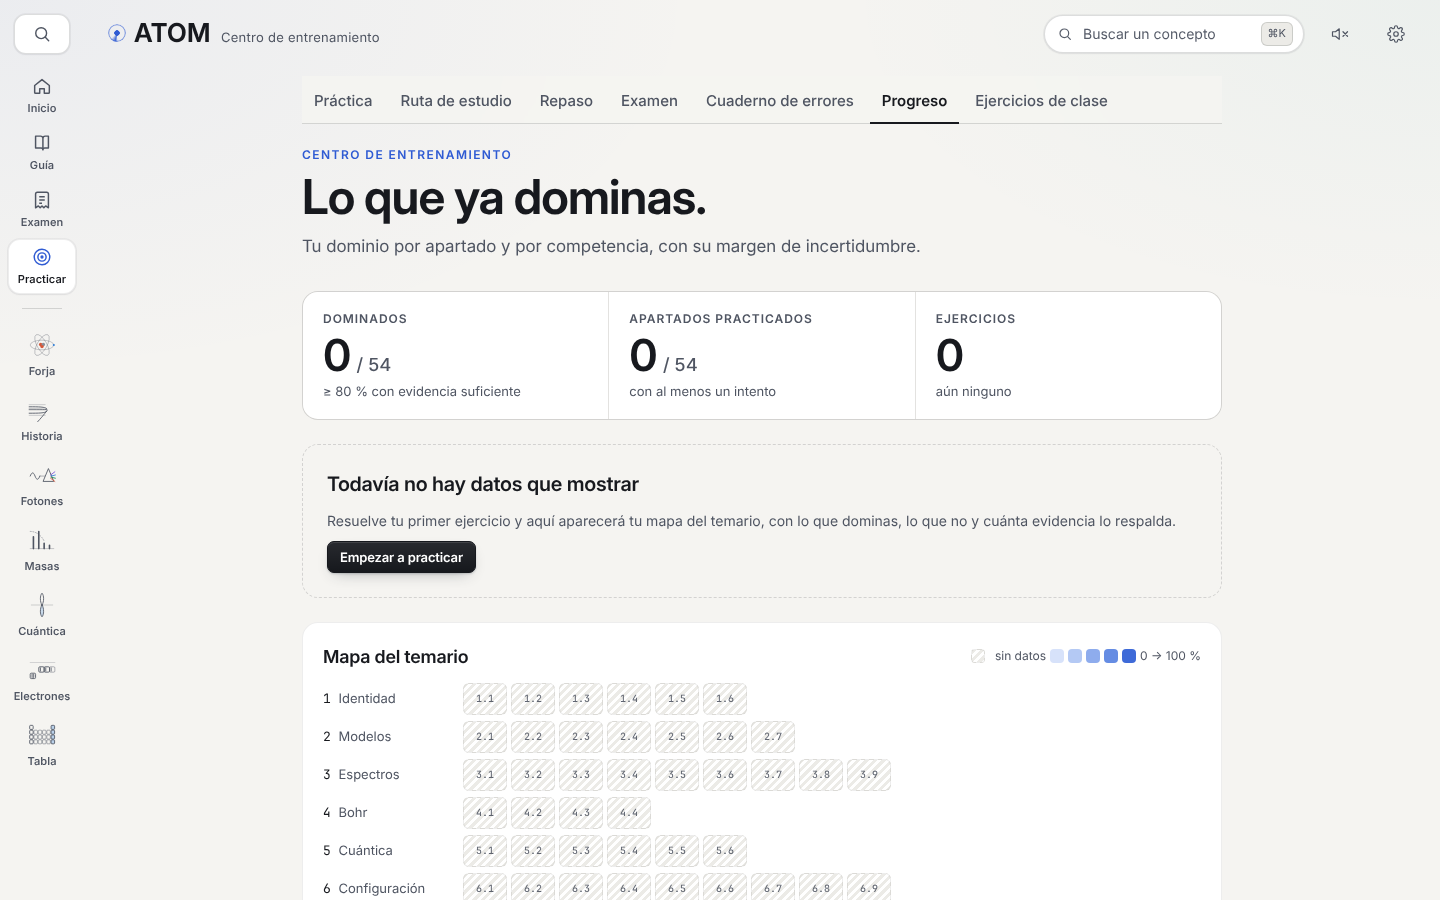 ATOM Centro de entrenamiento
Buscar un concepto ⌘K
Inicio
Guía
Examen
Practicar
Forja
Historia
Fotones
Masas
Cuántica
Electrones
Tabla
Práctica Ruta de estudio Repaso Examen Cuaderno de errores Progreso Ejercicios de clase
CENTRO DE ENTRENAMIENTO
Lo que ya dominas.
Tu dominio por apartado y por competencia, con su margen de incertidumbre.
DOMINADOS
0 / 54
≥ 80 % con evidencia suficiente
APARTADOS PRACTICADOS
0 / 54
con al menos un intento
EJERCICIOS
0
aún ninguno
Todavía no hay datos que mostrar
Resuelve tu primer ejercicio y aquí aparecerá tu mapa del temario, con lo que dominas, lo que no y cuánta evidencia lo respalda.
Empezar a practicar
Mapa del temario
sin datos 0 → 100 %
1 Identidad 1.1 1.2 1.3 1.4 1.5 1.6
2 Modelos 2.1 2.2 2.3 2.4 2.5 2.6 2.7
3 Espectros 3.1 3.2 3.3 3.4 3.5 3.6 3.7 3.8 3.9
4 Bohr 4.1 4.2 4.3 4.4
5 Cuántica 5.1 5.2 5.3 5.4 5.5 5.6
6 Configuración 6.1 6.2 6.3 6.4 6.5 6.6 6.7 6.8 6.9